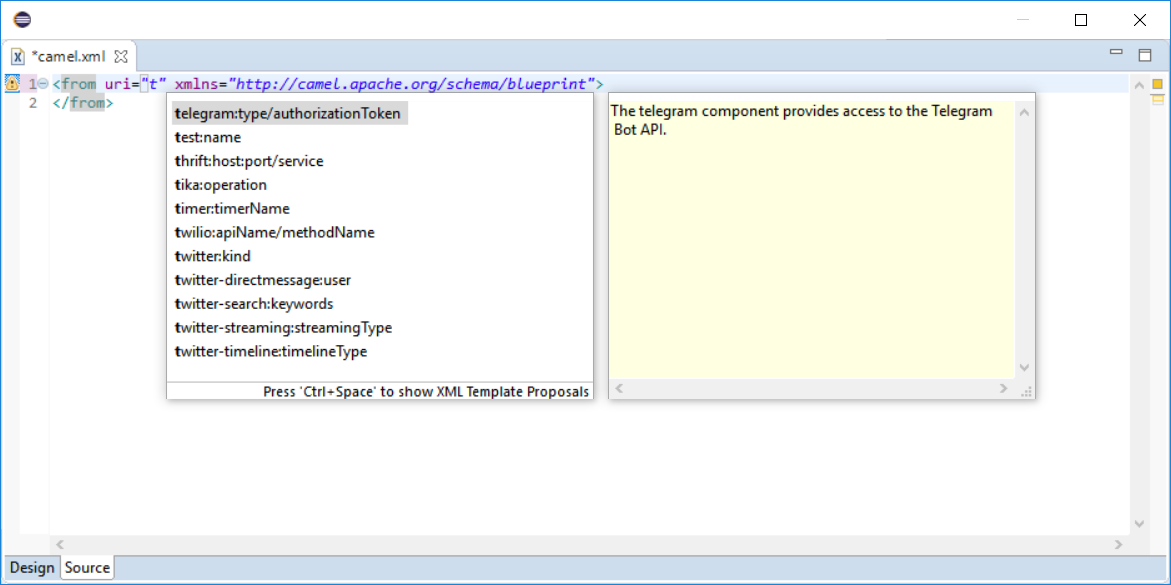 *camel.xml
1 <from uri="t" xmlns="http://camel.apache.org/schema/blueprint">
2 </from>
telegram:type/authorizationToken
test:name
thrift:host:port/service
tika:operation
timer:timerName
twilio:apiName/methodName
twitter:kind
twitter-directmessage:user
twitter-search:keywords
twitter-streaming:streamingType
twitter-timeline:timelineType
Press 'Ctrl+Space' to show XML Template Proposals
The telegram component provides access to the Telegram
Bot API.
Design Source